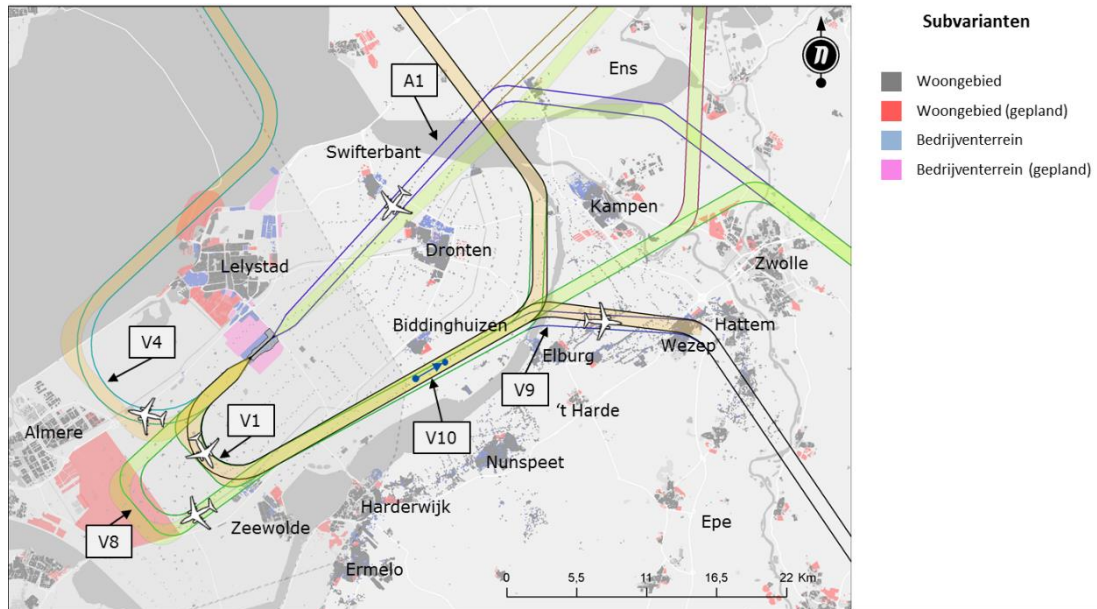 Subvarianten
Woongebied
Woongebied (gepland)
Bedrijventerrein
Bedrijventerrein (gepland)
Ens
A1
Swifterbant
Kampen
Dronten
Zwolle
Lelystad
Biddinghuizen
Hattem
V4
Elburg
Wezep
V9
Almere
V1
't Harde
V10
Nunspeet
Harderwijk
Zeewolde
Epe
V8
Ermelo
0 5,5 11 16,5 22 Km